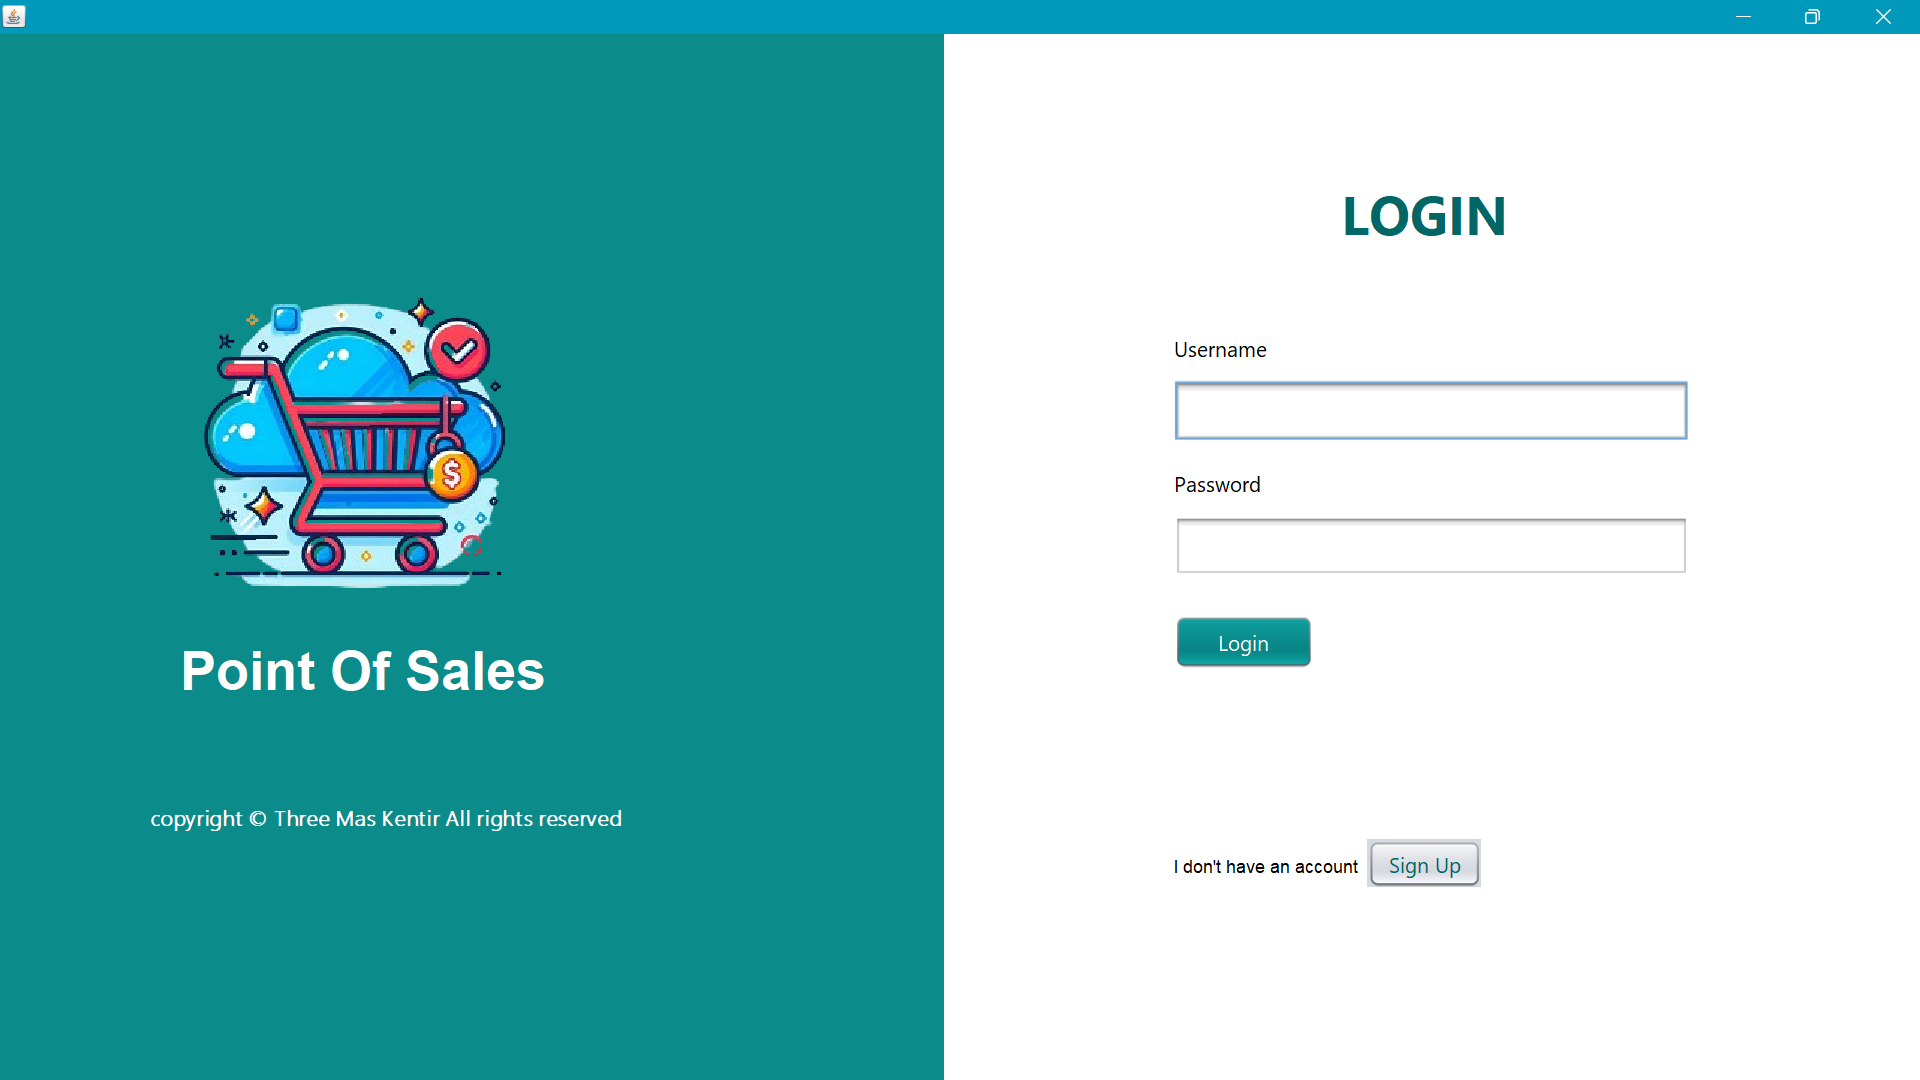 Point Of Sales
copyright © Three Mas Kentir All rights reserved
LOGIN
Username
Password
Login
I don't have an account
Sign Up